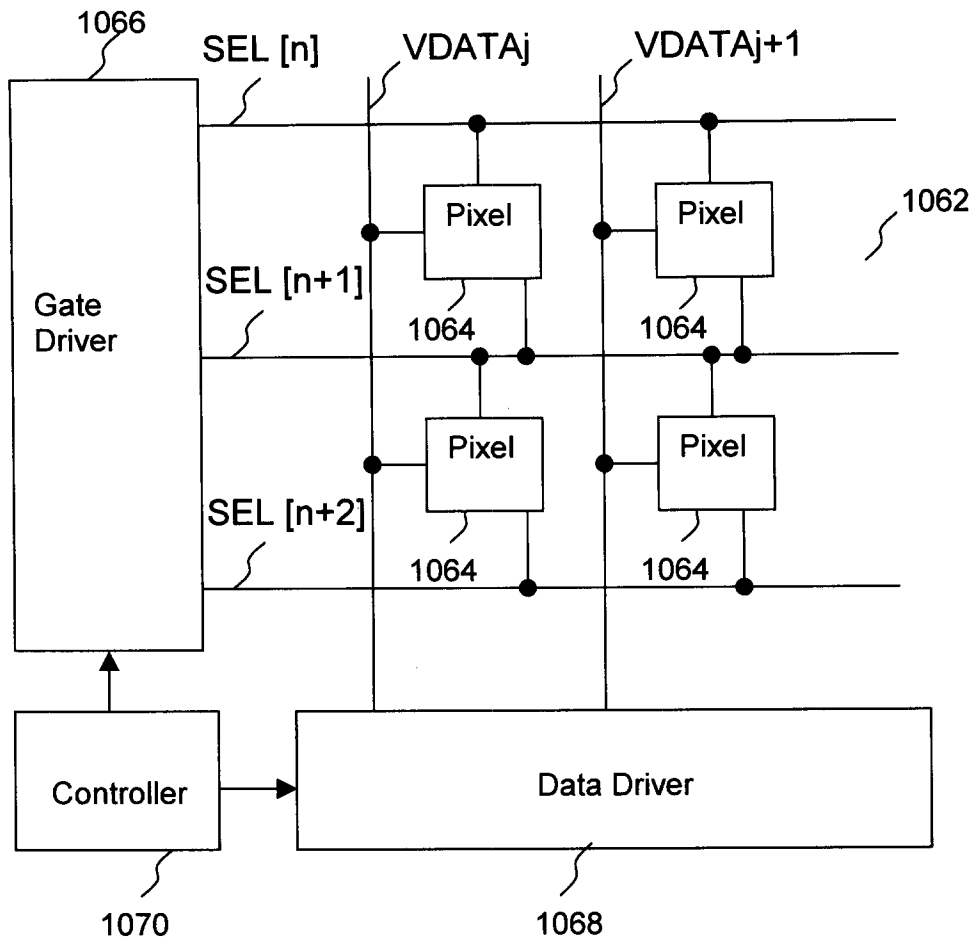 1066
SEL [n]
VDATAj
VDATAj+1
Pixel
Pixel
1062
SEL [n+1]
Gate
Driver
1064
1064
Pixel
Pixel
SEL [n+2]
1064
1064
Controller
Data Driver
1070
1068